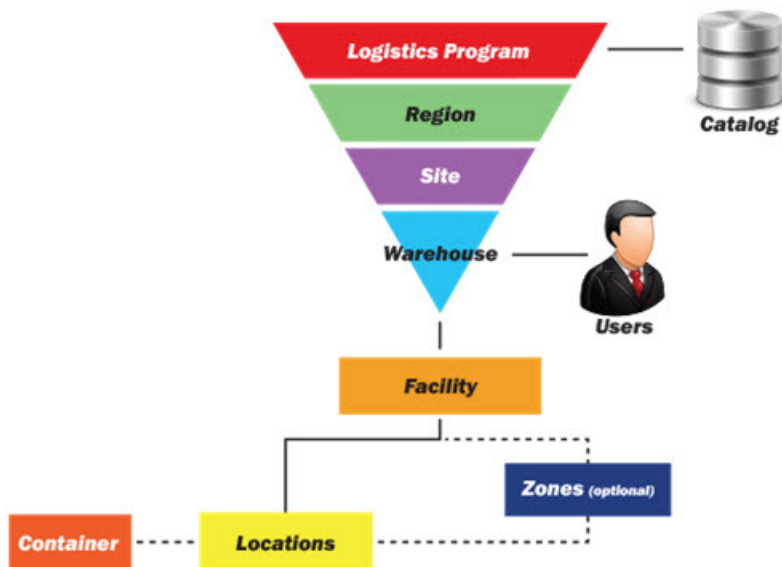 Logistics Program
Region
Catalog
Site
Warehouse
Users
Facility
Zones (optional)
Container
Locations